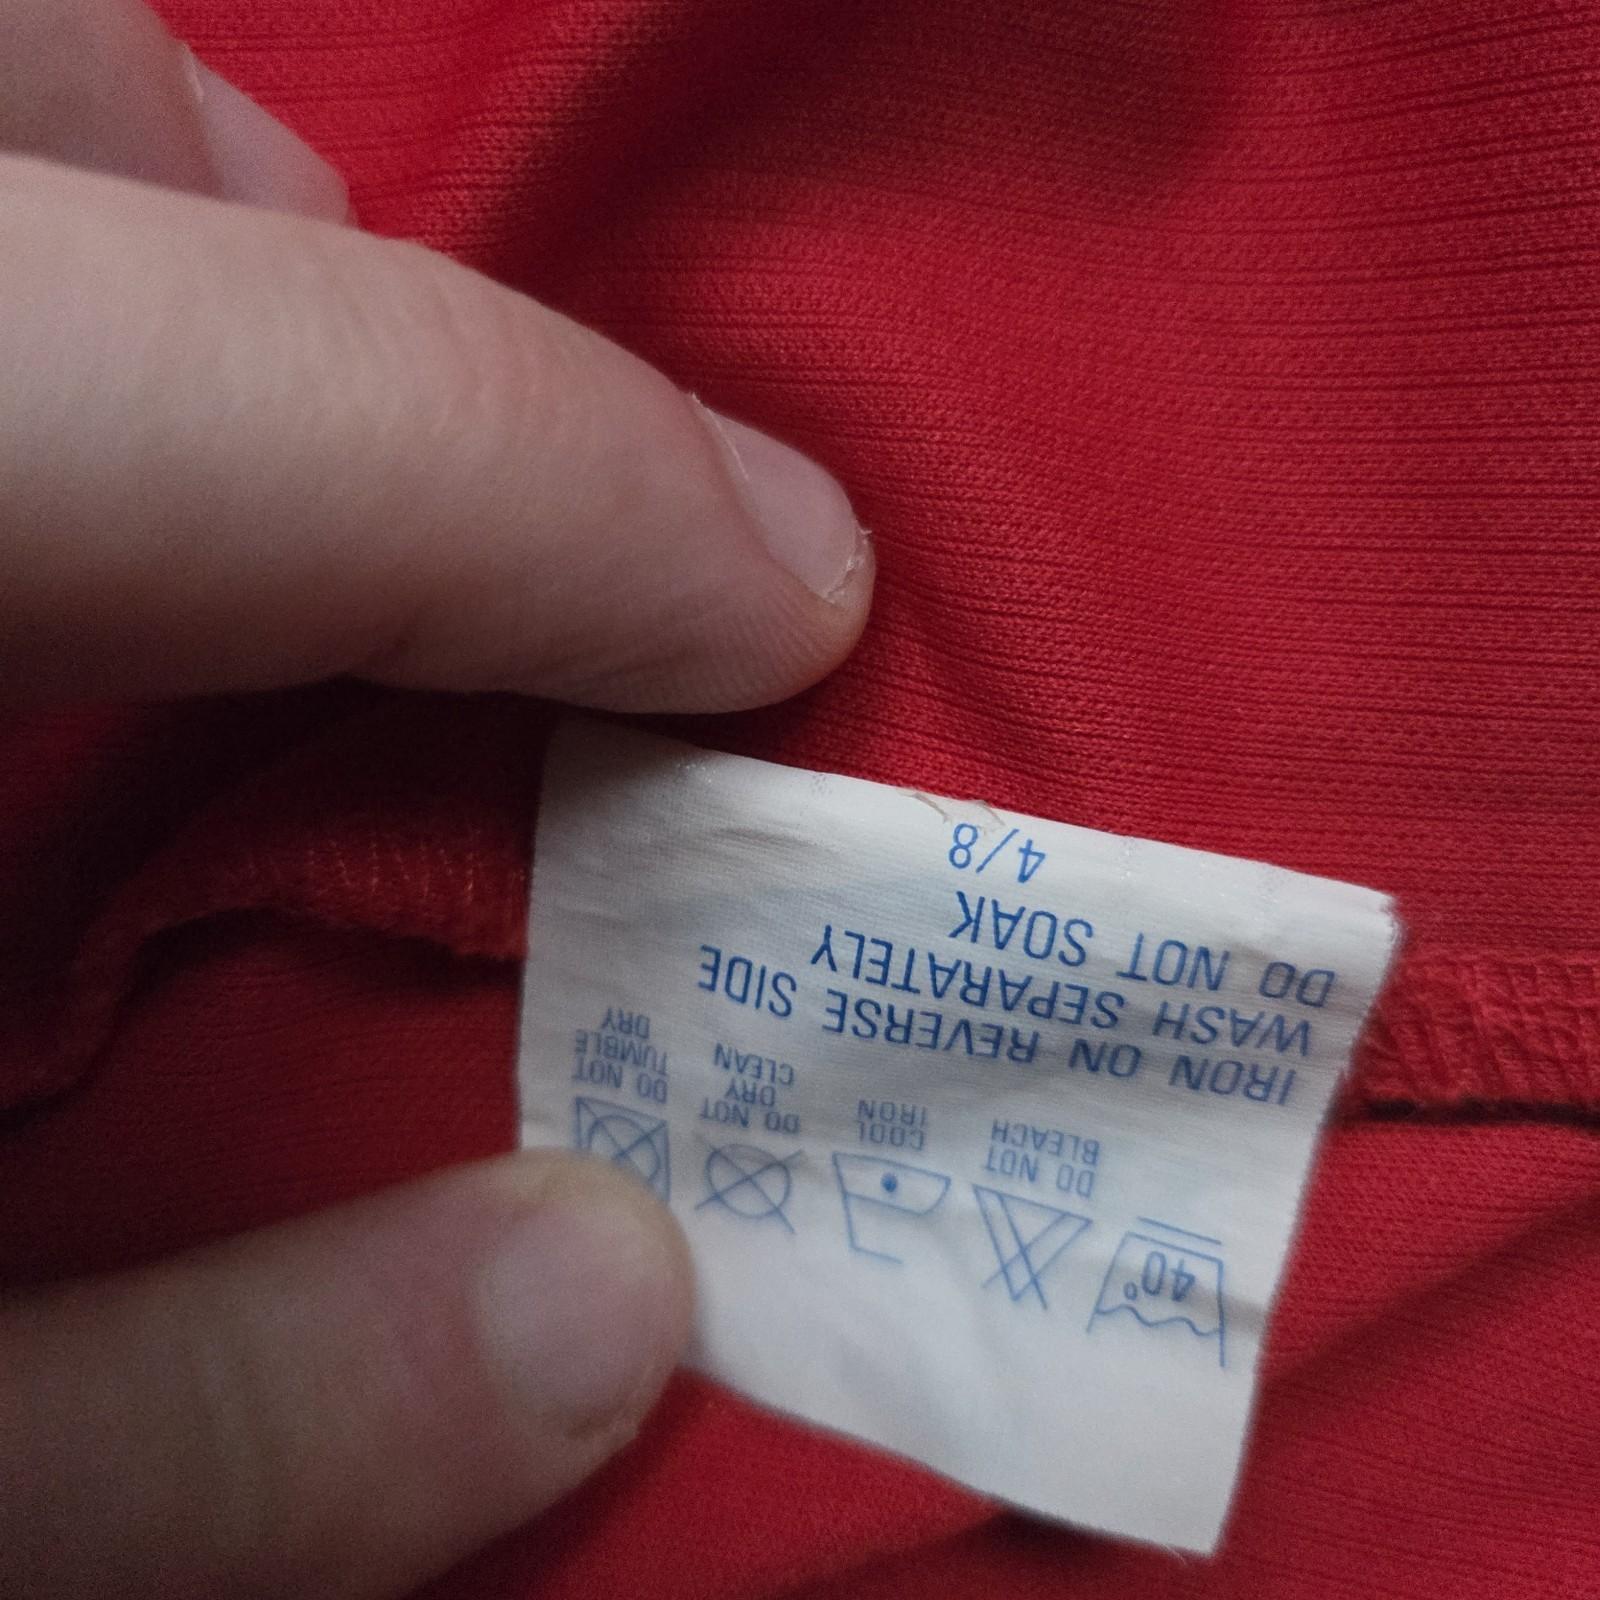 40°
DO NOT
BLEACH
COOL
IRON
DO NOT
DRY
CLEAN
DO NOT
TUMBLE
DRY
IRON ON REVERSE SIDE
WASH SEPARATELY
DO NOT SOAK
4/8